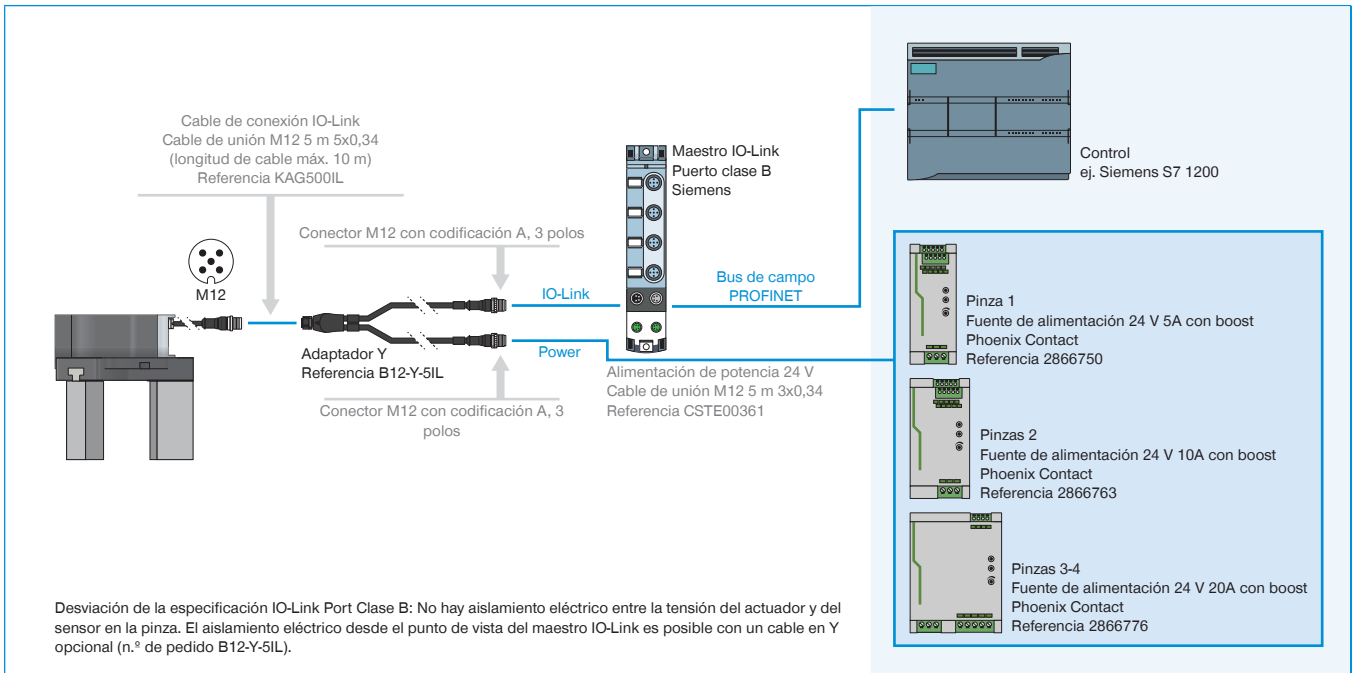 Cable de conexión IO-Link
Cable de unión M12 5 m 5x0,34
(longitud de cable máx. 10 m)
Referencia KAG500IL
M12
Conector M12 con codificación A, 3 polos
IO-Link
Power
Adaptador Y
Referencia B12-Y-5IL
Conector M12 con codificación A, 3
polos
Maestro IO-Link
Puerto clase B
Siemens
Bus de campo
PROFINET
Alimentación de potencia 24 V
Cable de unión M12 5 m 3x0,34
Referencia CSTE00361
Control
ej. Siemens S7 1200
Pinza 1
Fuente de alimentación 24 V 5A con boost
Phoenix Contact
Referencia 2866750
Pinzas 2
Fuente de alimentación 24 V 10A con boost
Phoenix Contact
Referencia 2866763
Pinzas 3-4
Fuente de alimentación 24 V 20A con boost
Phoenix Contact
Referencia 2866776
Desviación de la especificación IO-Link Port Clase B: No hay aislamiento eléctrico entre la tensión del actuador y del
sensor en la pinza. El aislamiento eléctrico desde el punto de vista del maestro IO-Link es posible con un cable en Y
opcional (n.º de pedido B12-Y-5IL).